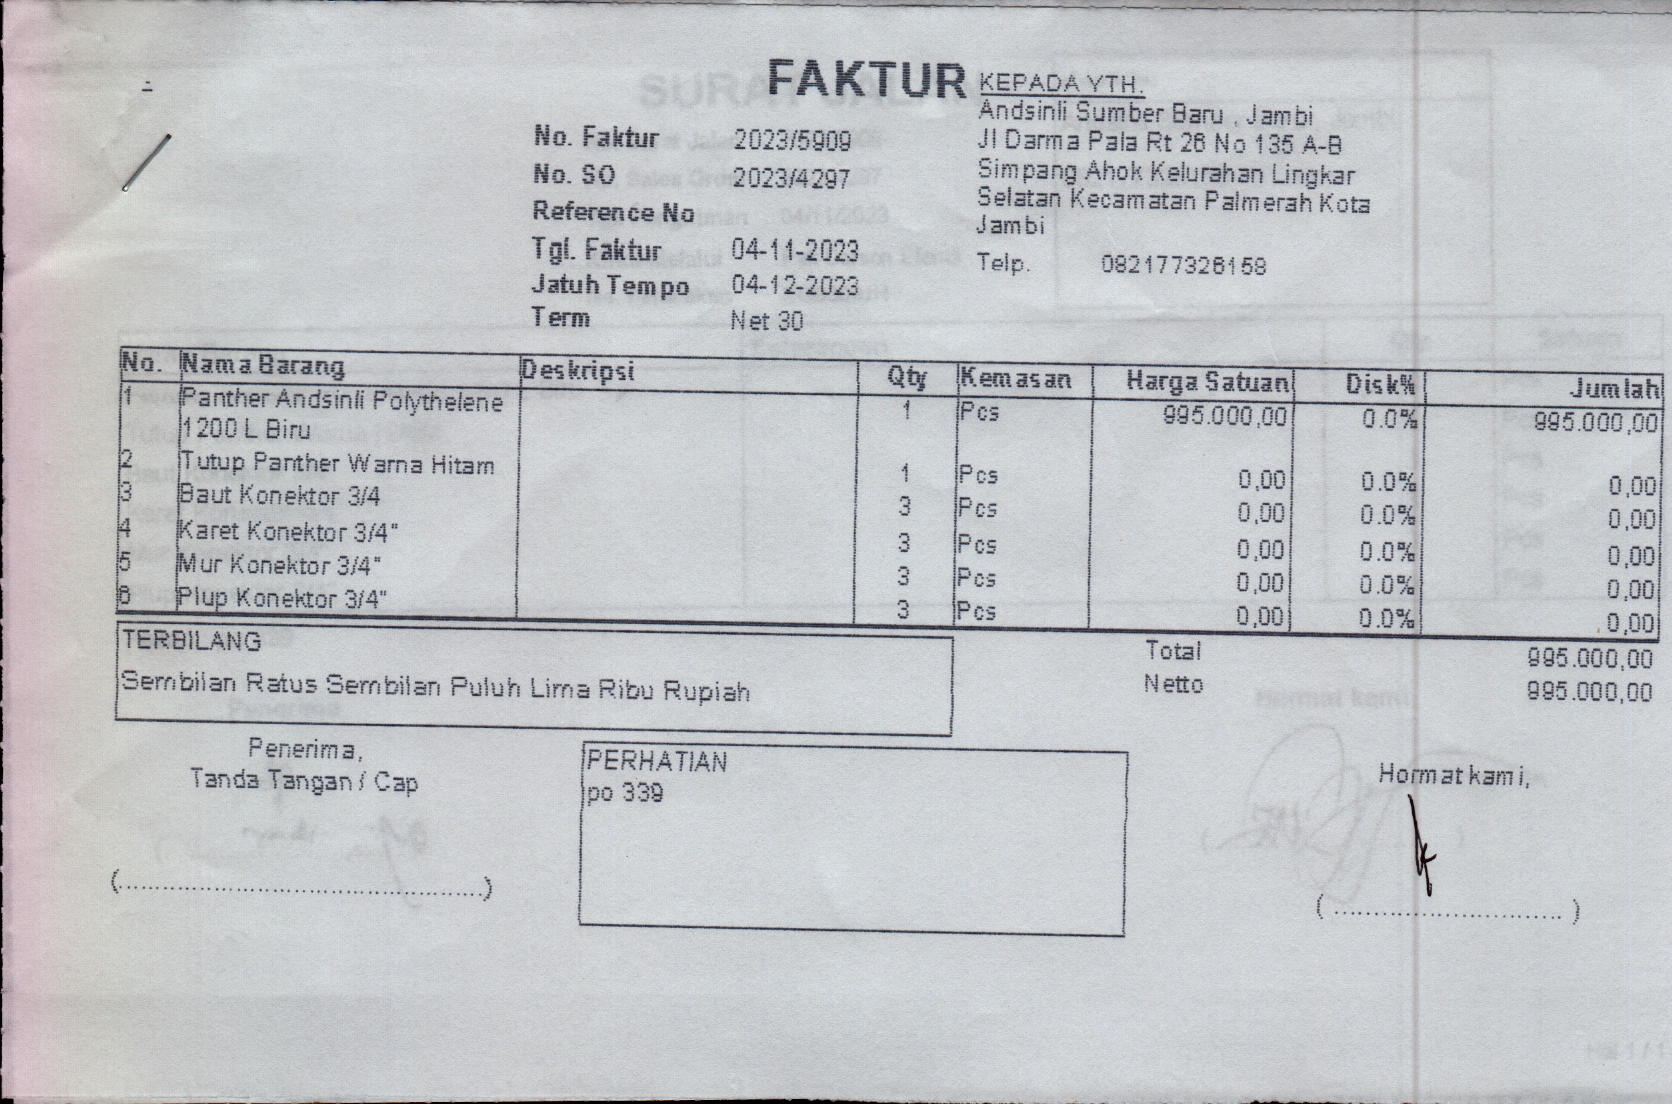 FAKTUR
KEPADA YTH.
Andsinli Sumber Baru , Jambi
Jl Darma Pala Rt 26 No 135 A-B
Simpang Ahok Kelurahan Lingkar
Selatan Kecamatan Palmerah Kota
Jambi
Telp. 082177326158
No. Faktur 2023/5909
No. SO 2023/4297
Reference No
Tgl. Faktur 04-11-2023
Jatuh Tempo 04-12-2023
Term Net 30
No. Nama Barang Deskripsi Qty Kemasan Harga Satuan Disk% Jumlah
1 Panther Andsinli Polythelene 1 Pcs 995.000,00 0.0% 995.000,00
1200 L Biru
2 Tutup Panther Warna Hitam 1 Pcs 0,00 0.0% 0,00
3 Baut Konektor 3/4 3 Pcs 0,00 0.0% 0,00
4 Karet Konektor 3/4" 3 Pcs 0,00 0.0% 0,00
5 Mur Konektor 3/4" 3 Pcs 0,00 0.0% 0,00
6 Plup Konektor 3/4" 3 Pcs 0,00 0.0% 0,00
TERBILANG
Sembilan Ratus Sembilan Puluh Lima Ribu Rupiah
Total 995.000,00
Netto 995.000,00
Penerima,
Tanda Tangan / Cap
(................................................)
PERHATIAN
po 339
Hormat kami,
( .............................. )